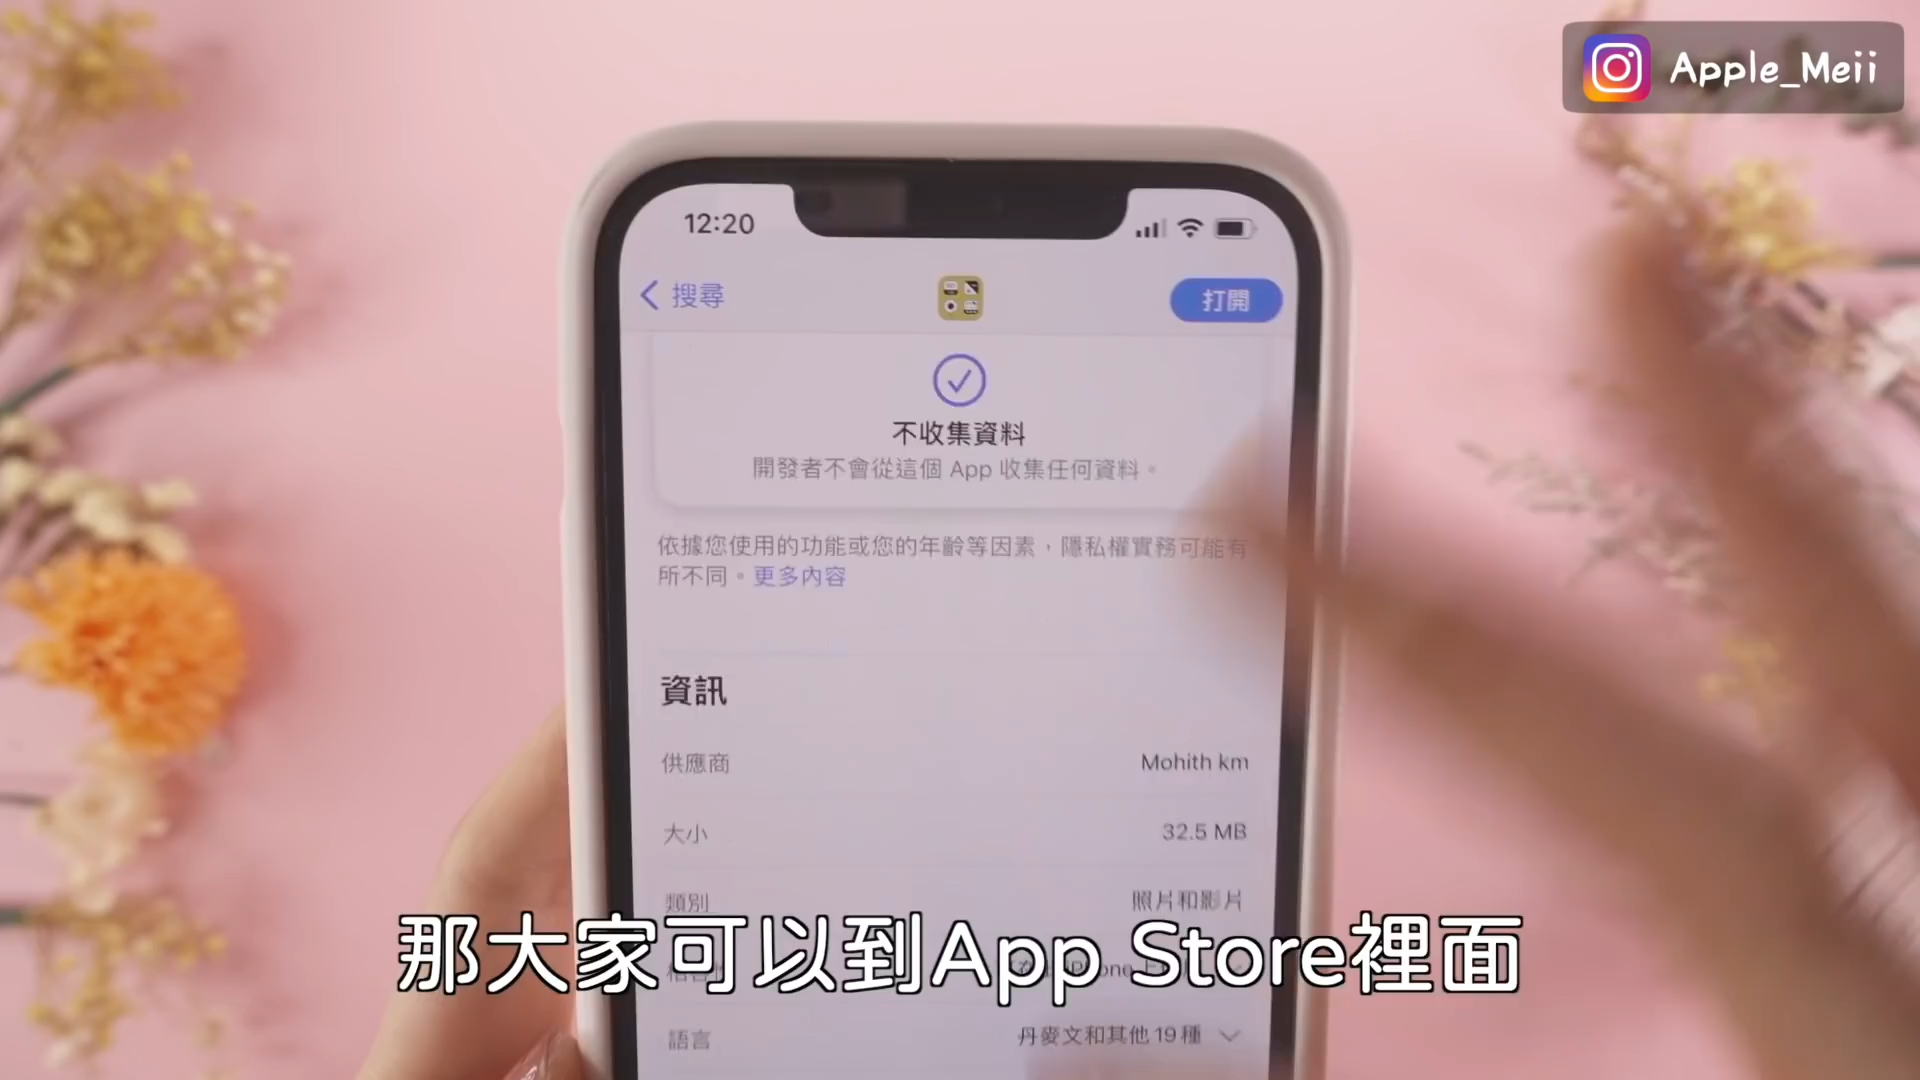 Apple_Meii
12:20
搜尋
打開
不收集資料
開發者不會從這個 App 收集任何資料。
依據您使用的功能或您的年齡等因素，隱私權實務可能有
所不同。更多內容
資訊
供應商 Mohith km
大小 32.5 MB
類別 照片和影片
那大家可以到App Store裡面
語言 丹麥文和其他 19 種